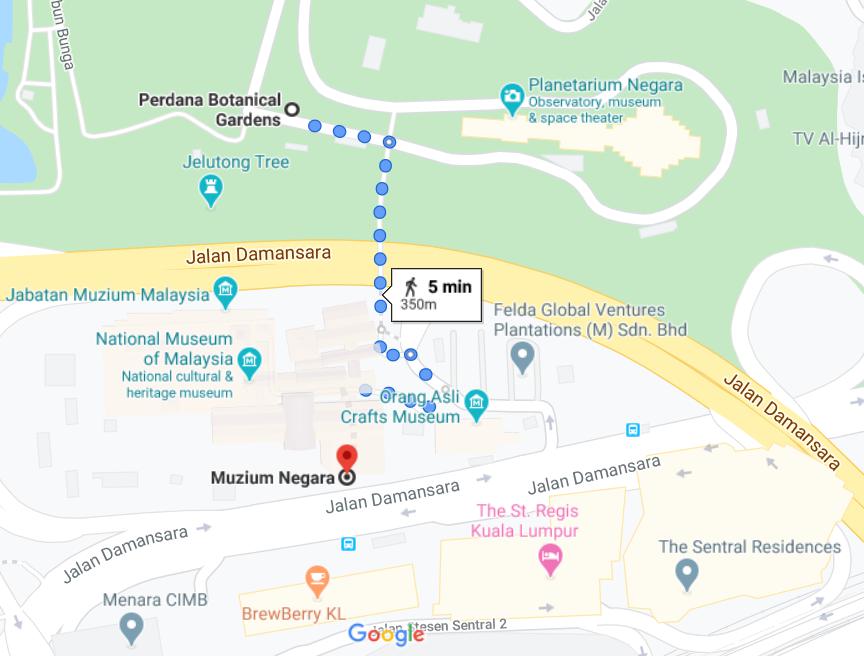 bun Bunga
Jala
Malaysia Is
Planetarium Negara
Observatory, museum
& space theater
Perdana Botanical
Gardens
TV Al-Hijr
Jelutong Tree
Jalan Damansara
5 min
350m
Jabatan Muzium Malaysia
Felda Global Ventures
Plantations (M) Sdn. Bhd
National Museum
of Malaysia
National cultural &
heritage museum
Jalan Damansara
Orang Asli
Crafts Museum
Muzium Negara
Jalan Damansara
Jalan Damansara
Jalan Damansara
The St. Regis
Kuala Lumpur
The Sentral Residences
Menara CIMB
BrewBerry KL
Google
Jalan Stesen Sentral 2